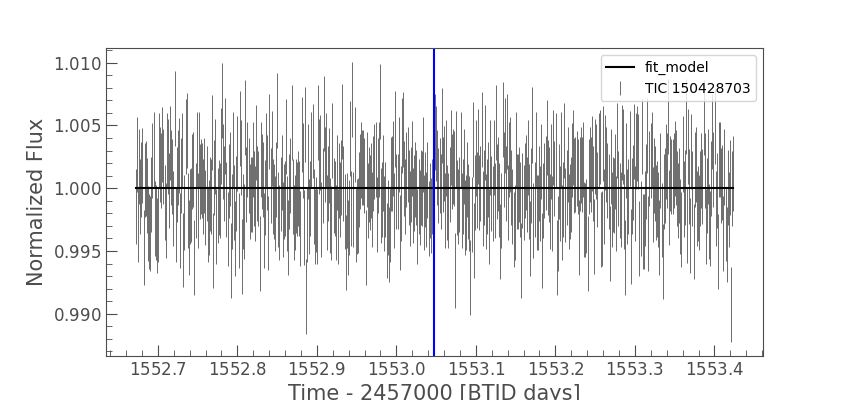 fit_model
TIC 150428703
1.010
1.005
1.000
0.995
0.990
Normalized Flux
1552.7 1552.8 1552.9 1553.0 1553.1 1553.2 1553.3 1553.4
Time - 2457000 [BTJD days]